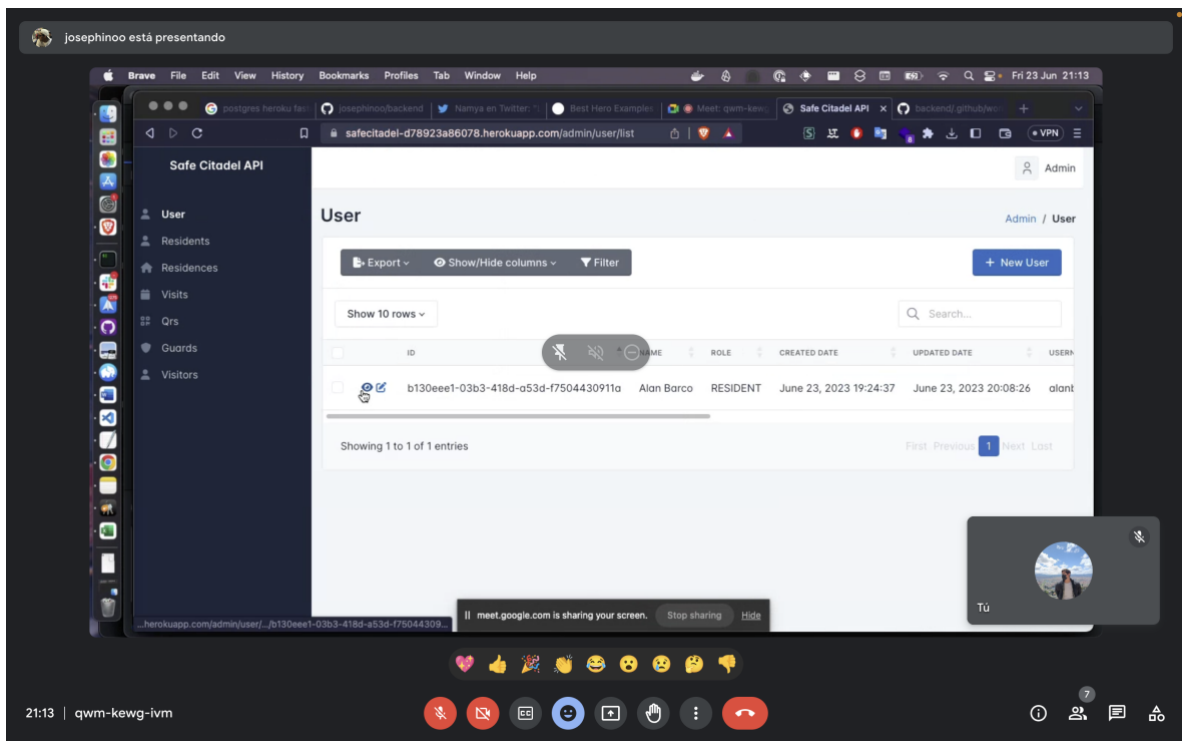 josephinoo está presentando
Brave File Edit View History Bookmarks Profiles Tab Window Help Fri 23 Jun 21:13
postgres heroku fas josephinoo/backend Namya en Twitter: Best Hero Examples Meet: qwm-kewg Safe Citadel API backend/.github/wor
safecitadel-d78923a86078.herokuapp.com/admin/user/list VPN
Safe Citadel API
Admin
User
Residents
Residences
Visits
Qrs
Guards
Visitors
User
Admin / User
Export Show/Hide columns Filter
+ New User
Show 10 rows
Search...
ID NAME ROLE CREATED DATE UPDATED DATE USERN
b130eee1-03b3-418d-a53d-f7504430911a Alan Barco RESIDENT June 23, 2023 19:24:37 June 23, 2023 20:08:26 alant
Showing 1 to 1 of 1 entries
First Previous 1 Next Last
...herokuapp.com/admin/user/.../b130eee1-03b3-418d-a53d-f75044309...
meet.google.com is sharing your screen. Stop sharing Hide
Tú
21:13 | qwm-kewg-ivm
CC
7